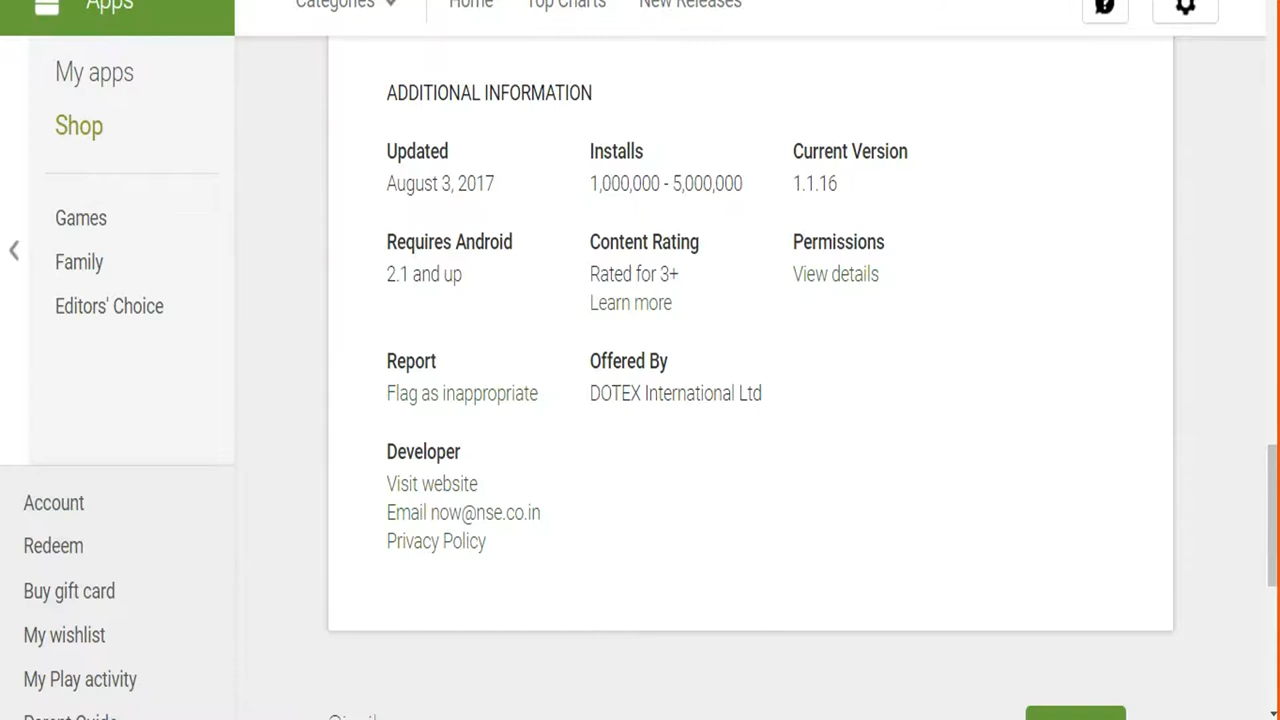 Apps
Categories
Home
Top Charts
New Releases
My apps
Shop
Games
Family
Editors' Choice
Account
Redeem
Buy gift card
My wishlist
My Play activity
Parent Guide
ADDITIONAL INFORMATION
Updated
August 3, 2017
Installs
1,000,000 - 5,000,000
Current Version
1.1.16
Requires Android
2.1 and up
Content Rating
Rated for 3+
Learn more
Permissions
View details
Report
Flag as inappropriate
Offered By
DOTEX International Ltd
Developer
Visit website
Email now@nse.co.in
Privacy Policy